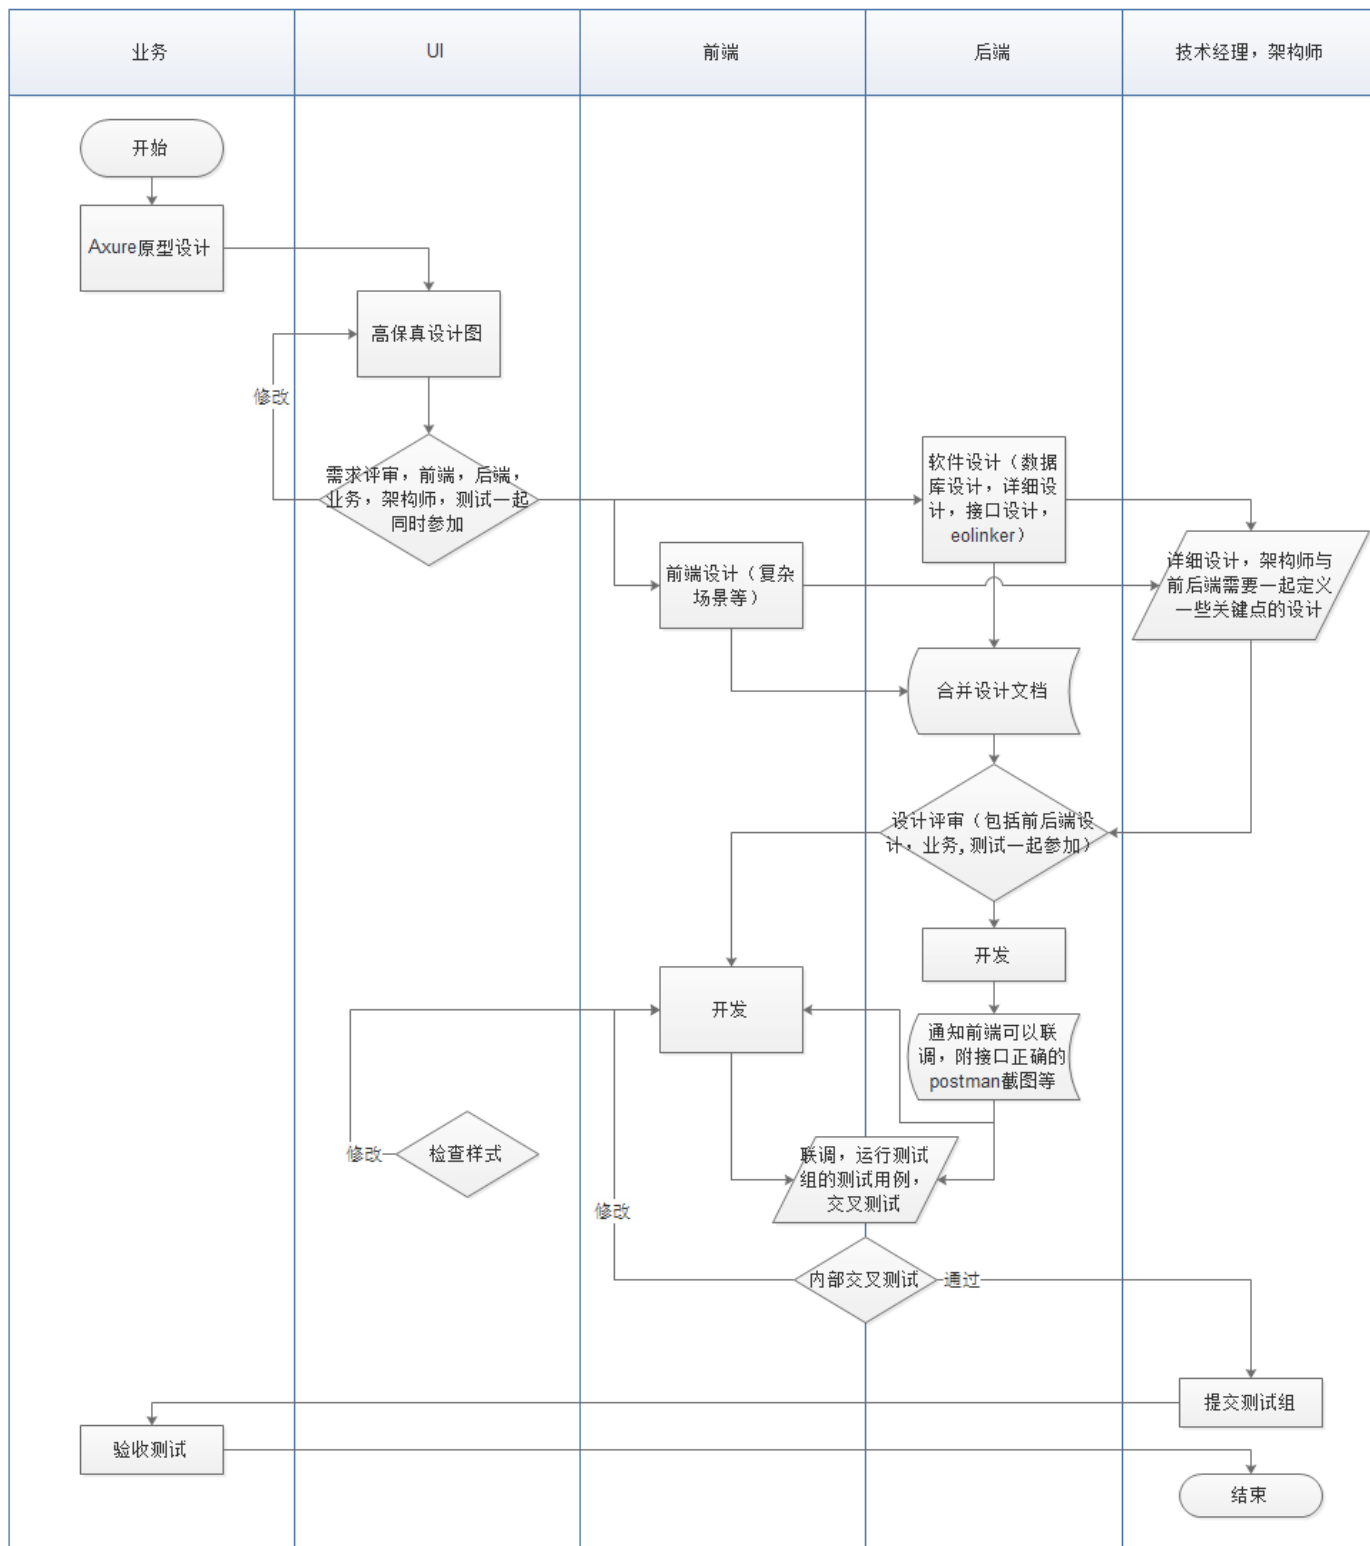 业务
UI
前端
后端
技术经理，架构师
开始
Axure原型设计
高保真设计图
修改
需求评审，前端，后端，
业务，架构师，测试一起
同时参加
软件设计（数据
库设计，详细设
计，接口设计，
eolinker）
前端设计（复杂
场景等）
详细设计，架构师与
前后端需要一起定义
一些关键点的设计
合并设计文档
设计评审（包括前后端设
计，业务,测试一起参加）
开发
开发
通知前端可以联
调，附接口正确的
postman截图等
修改
检查样式
联调，运行测试
组的测试用例，
交叉测试
修改
内部交叉测试
通过
提交测试组
验收测试
结束